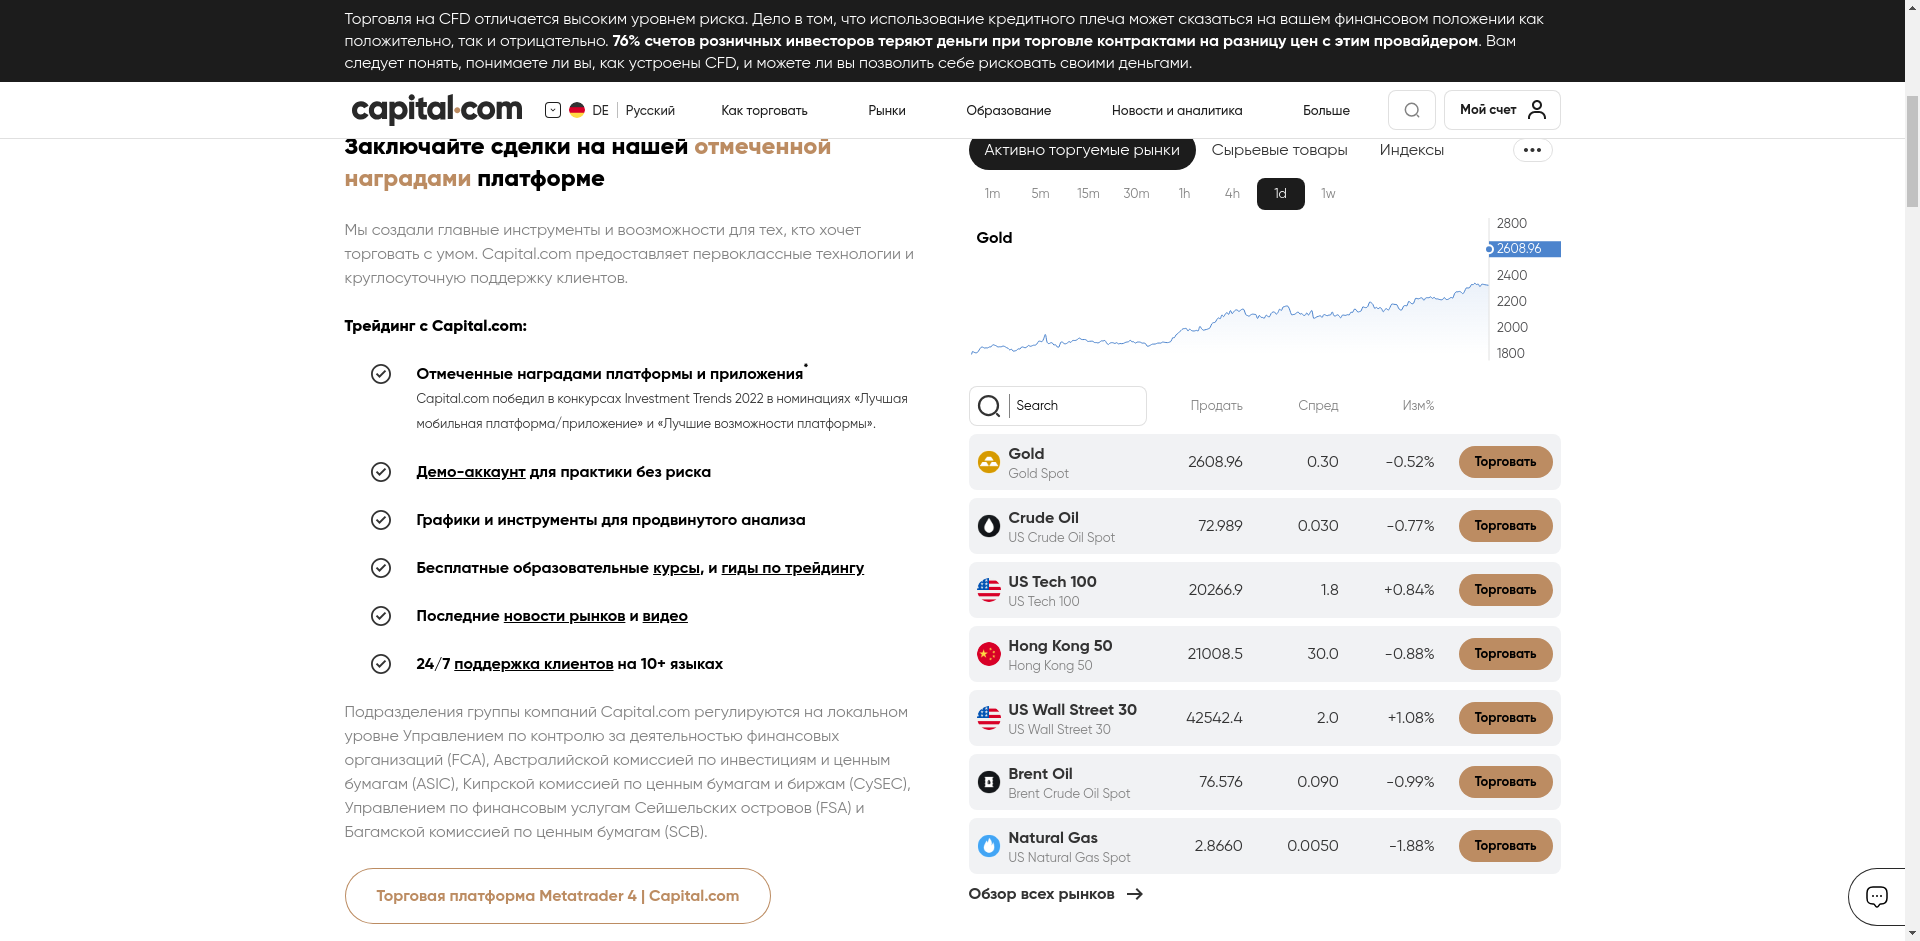 Торговля на CFD отличается высоким уровнем риска. Дело в том, что использование кредитного плеча может сказаться на вашем финансовом положении как
положительно, так и отрицательно. 76% счетов розничных инвесторов теряют деньги при торговле контрактами на разницу цен с этим провайдером. Вам
следует понять, понимаете ли вы, как устроены CFD, и можете ли вы позволить себе рисковать своими деньгами.
capital.com DE Русский Как торговать Рынки Образование Новости и аналитика Больше Мой счет
Заключайте сделки на нашей отмеченной
наградами платформе
Мы создали главные инструменты и воозможности для тех, кто хочет
торговать с умом. Capital.com предоставляет первоклассные технологии и
круглосуточную поддержку клиентов.
Трейдинг с Capital.com:
Отмеченные наградами платформы и приложения*
Capital.com победил в конкурсах Investment Trends 2022 в номинациях «Лучшая
мобильная платформа/приложение» и «Лучшие возможности платформы».
Демо-аккаунт для практики без риска
Графики и инструменты для продвинутого анализа
Бесплатные образовательные курсы, и гиды по трейдингу
Последние новости рынков и видео
24/7 поддержка клиентов на 10+ языках
Подразделения группы компаний Capital.com регулируются на локальном
уровне Управлением по контролю за деятельностью финансовых
организаций (FCA), Австралийской комиссией по инвестициям и ценным
бумагам (ASIC), Кипрской комиссией по ценным бумагам и биржам (CySEC),
Управлением по финансовым услугам Сейшельских островов (FSA) и
Багамской комиссией по ценным бумагам (SCB).
Торговая платформа Metatrader 4 | Capital.com
Активно торгуемые рынки Сырьевые товары Индексы
1m 5m 15m 30m 1h 4h 1d 1w
Gold
2800
2608.96
2400
2200
2000
1800
Search Продать Спред Изм%
Gold
Gold Spot
2608.96 0.30 -0.52% Торговать
Crude Oil
US Crude Oil Spot
72.989 0.030 -0.77% Торговать
US Tech 100
US Tech 100
20266.9 1.8 +0.84% Торговать
Hong Kong 50
Hong Kong 50
21008.5 30.0 -0.88% Торговать
US Wall Street 30
US Wall Street 30
42542.4 2.0 +1.08% Торговать
Brent Oil
Brent Crude Oil Spot
76.576 0.090 -0.99% Торговать
Natural Gas
US Natural Gas Spot
2.8660 0.0050 -1.88% Торговать
Обзор всех рынков